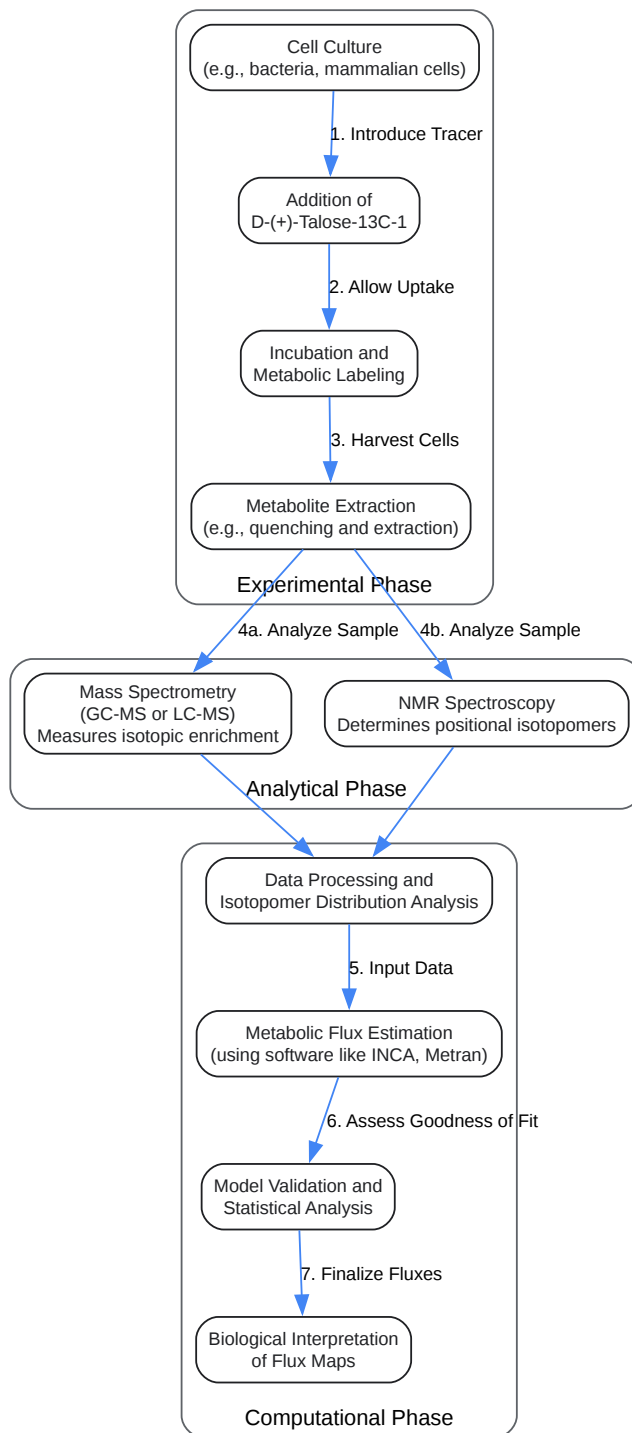 Cell Culture
(e.g., bacteria, mammalian cells)
1. Introduce Tracer
Addition of
D-(+)-Talose-13C-1
2. Allow Uptake
Incubation and
Metabolic Labeling
3. Harvest Cells
Metabolite Extraction
(e.g., quenching and extraction)
Experimental Phase
4a. Analyze Sample
4b. Analyze Sample
Mass Spectrometry
(GC-MS or LC-MS)
Measures isotopic enrichment
NMR Spectroscopy
Determines positional isotopomers
Analytical Phase
Data Processing and
Isotopomer Distribution Analysis
5. Input Data
Metabolic Flux Estimation
(using software like INCA, Metran)
6. Assess Goodness of Fit
Model Validation and
Statistical Analysis
7. Finalize Fluxes
Biological Interpretation
of Flux Maps
Computational Phase